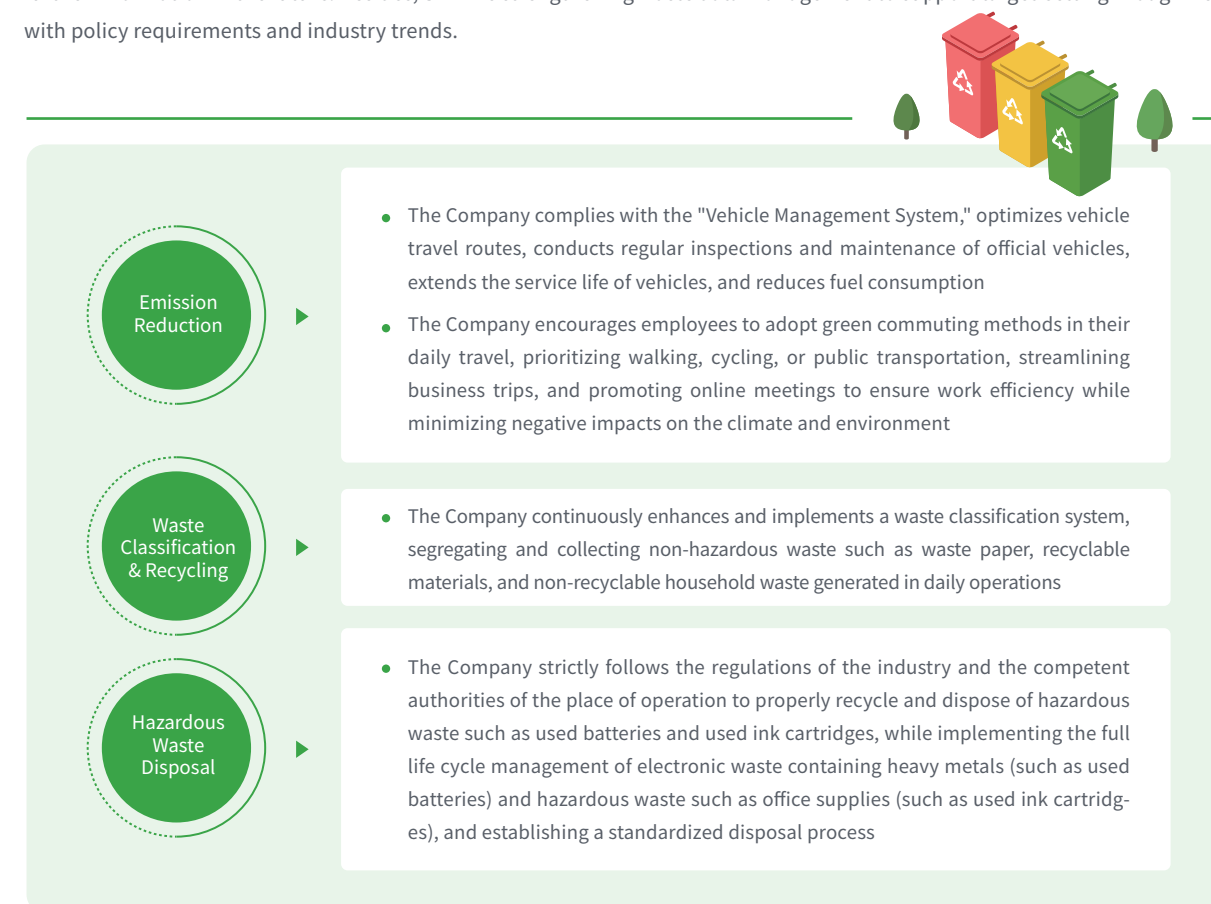 with policy requirements and industry trends.
Emission
Reduction
The Company complies with the "Vehicle Management System," optimizes vehicle
travel routes, conducts regular inspections and maintenance of official vehicles,
extends the service life of vehicles, and reduces fuel consumption
The Company encourages employees to adopt green commuting methods in their
daily travel, prioritizing walking, cycling, or public transportation, streamlining
business trips, and promoting online meetings to ensure work efficiency while
minimizing negative impacts on the climate and environment
Waste
Classification
& Recycling
The Company continuously enhances and implements a waste classification system,
segregating and collecting non-hazardous waste such as waste paper, recyclable
materials, and non-recyclable household waste generated in daily operations
Hazardous
Waste
Disposal
The Company strictly follows the regulations of the industry and the competent
authorities of the place of operation to properly recycle and dispose of hazardous
waste such as used batteries and used ink cartridges, while implementing the full
life cycle management of electronic waste containing heavy metals (such as used
batteries) and hazardous waste such as office supplies (such as used ink cartridg-
es), and establishing a standardized disposal process